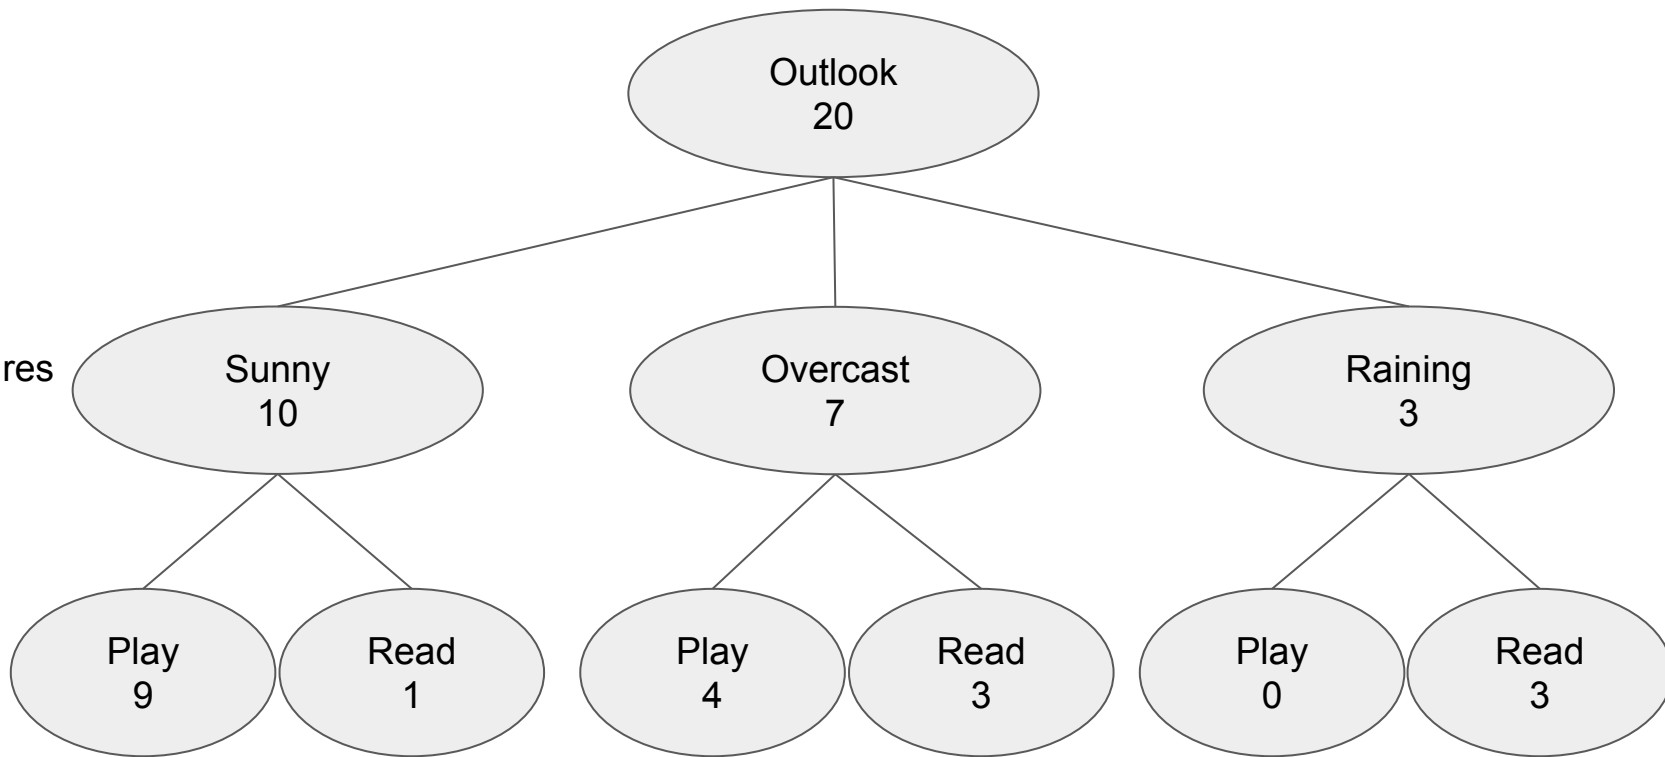 Outlook
20
res
Sunny
10
Overcast
7
Raining
3
Play
9
Read
1
Play
4
Read
3
Play
0
Read
3